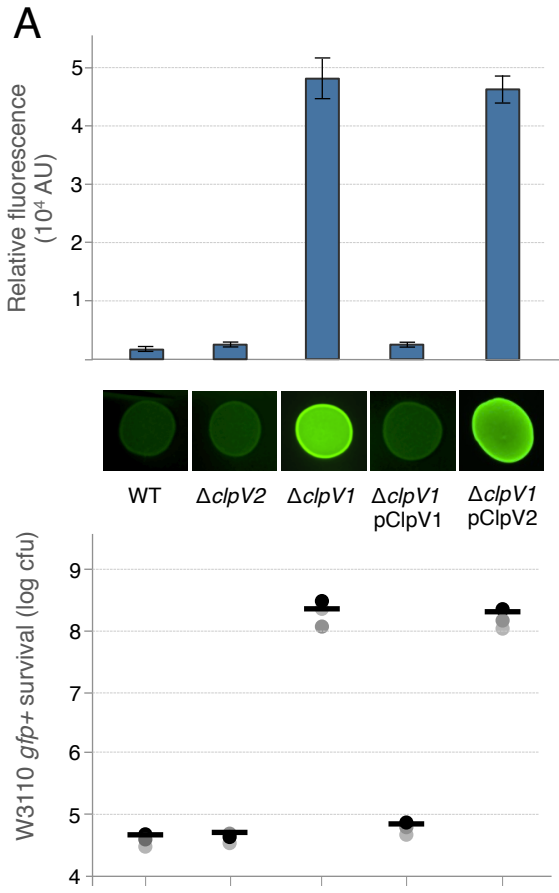 A
Relative fluorescence
(10⁴ AU)
5
4
3
2
1
WT
ΔclpV2
ΔclpV1
ΔclpV1
pClpV1
ΔclpV1
pClpV2
W3110 gfp+ survival (log cfu)
9
8
7
6
5
4